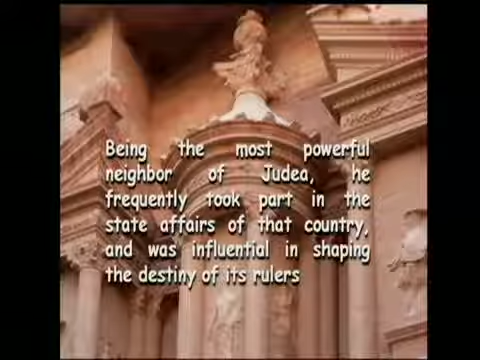 Being the most powerful
neighbor of Judea, he
frequently took part in the
state affairs of that country,
and was influential in shaping
the destiny of its rulers